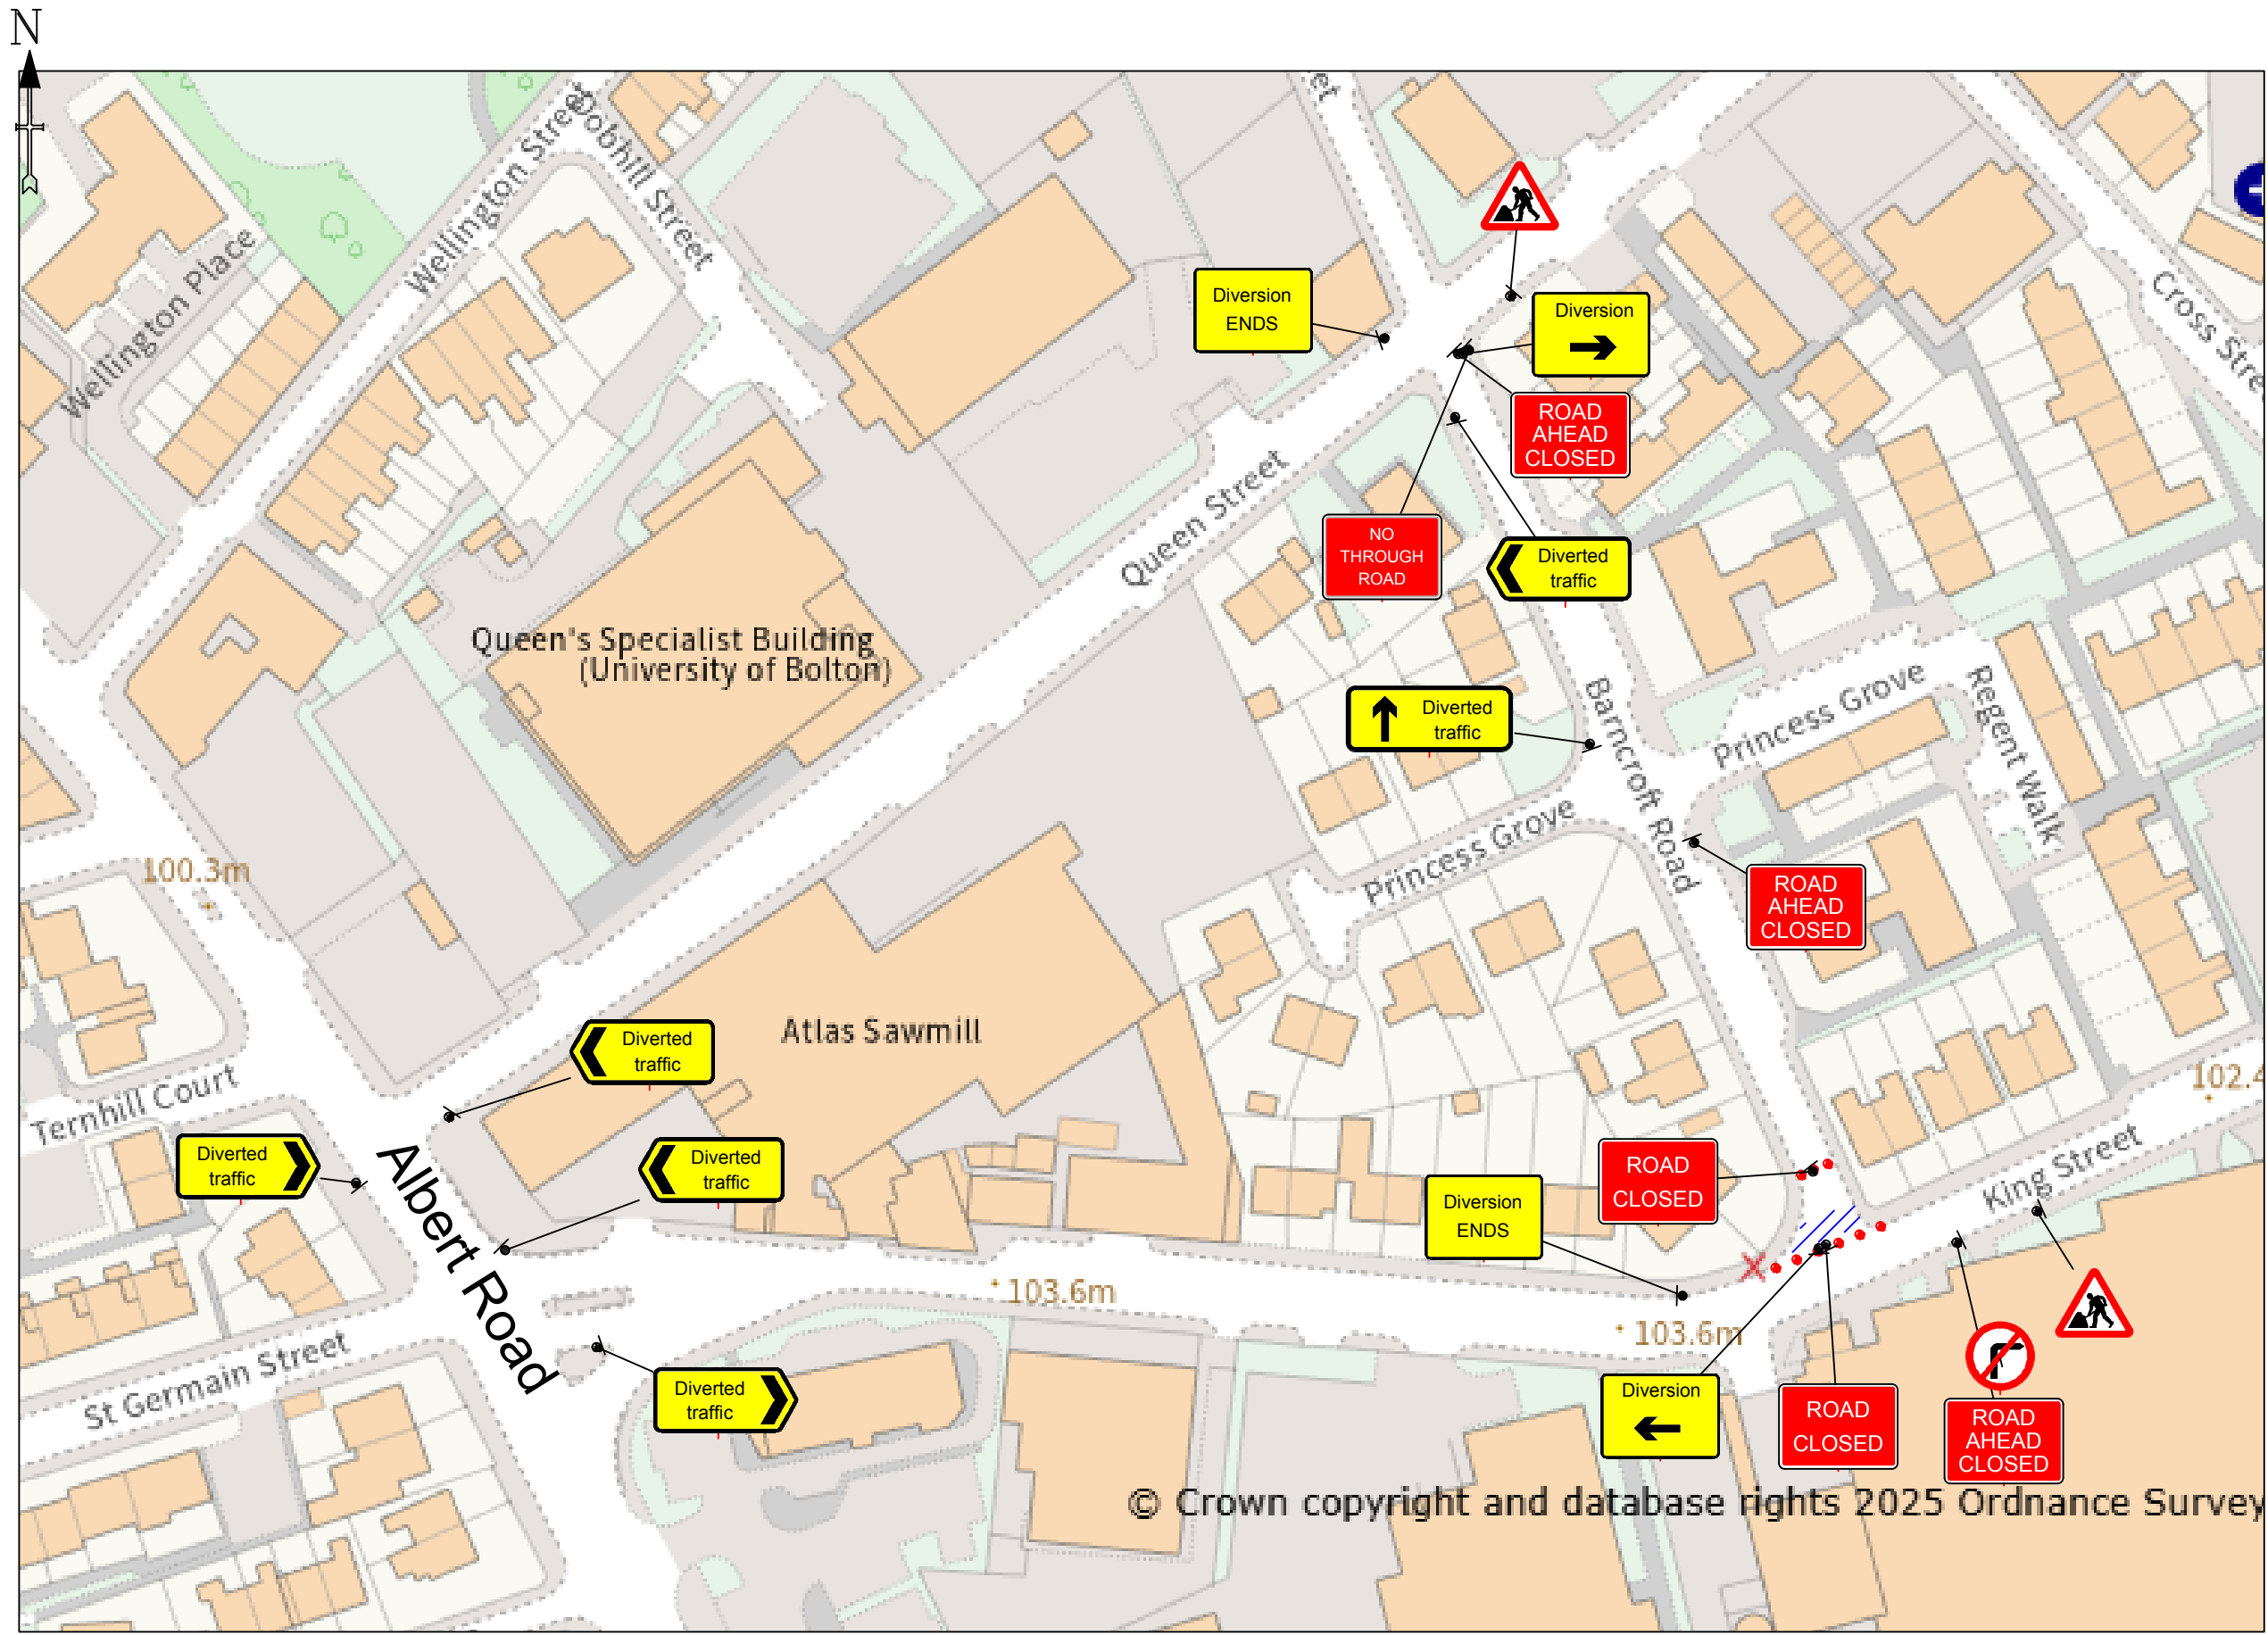 N
Wellington Street
Cobhill Street
Wellington Place
Diversion
ENDS
Diversion
ROAD
AHEAD
CLOSED
Cross Stre
Queen Street
NO
THROUGH
ROAD
Diverted
traffic
Queen's Specialist Building
(University of Bolton)
Diverted
traffic
Barncroft Road
Princess Grove
Regent Walk
Princess Grove
100.3m
ROAD
AHEAD
CLOSED
Atlas Sawmill
Diverted
traffic
Ternhill Court
102.4
Diverted
traffic
Albert Road
Diverted
traffic
ROAD
CLOSED
Diversion
ENDS
King Street
103.6m
103.6m
St Germain Street
Diverted
traffic
Diversion
ROAD
CLOSED
ROAD
AHEAD
CLOSED
© Crown copyright and database rights 2025 Ordnance Survey